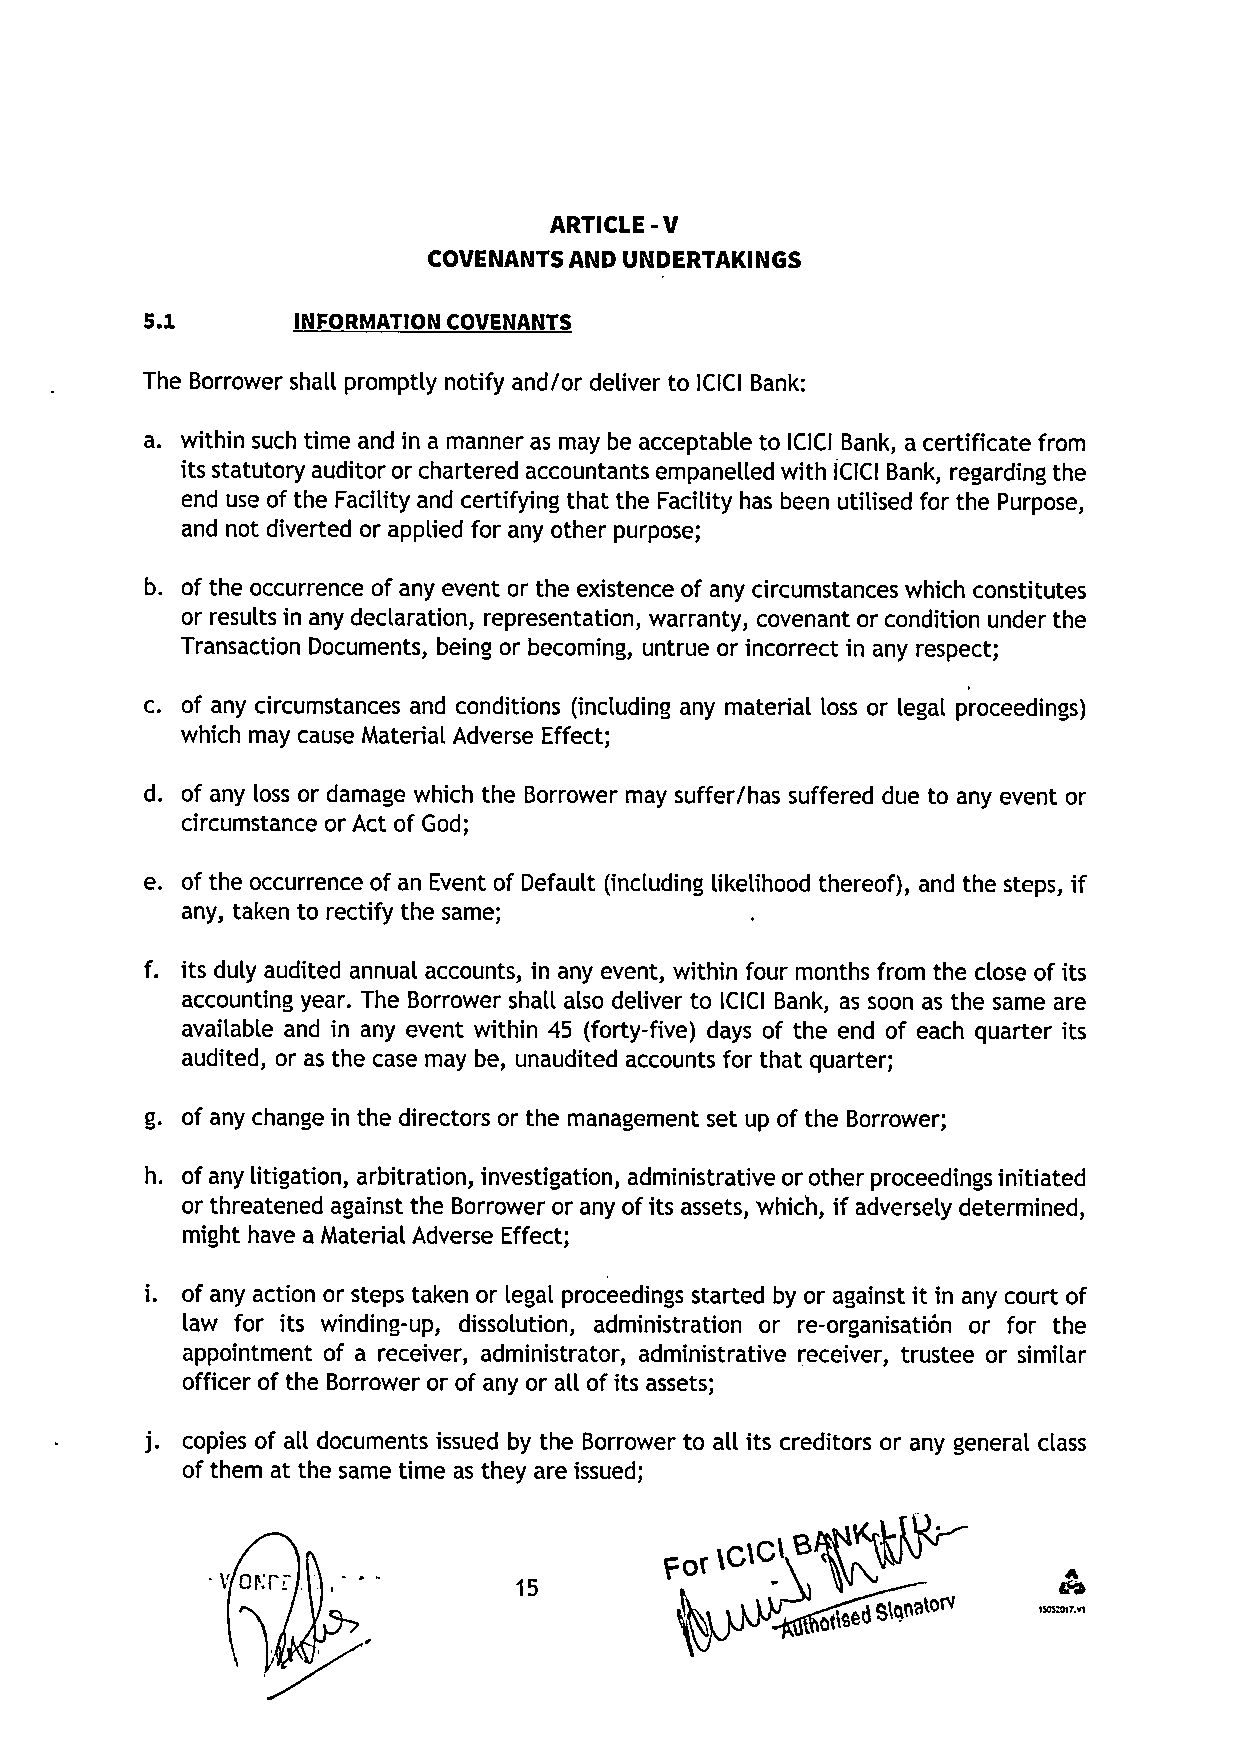 ARTICLE - V
COVENANTS AND UNDERTAKINGS
5.1 INFORMATION COVENANTS
The Borrower shall promptly notify and/or deliver to ICICI Bank:
a. within such time and in a manner as may be acceptable to ICICI Bank, a certificate from
its statutory auditor or chartered accountants empanelled with ICICI Bank, regarding the
end use of the Facility and certifying that the Facility has been utilised for the Purpose,
and not diverted or applied for any other purpose;
b. of the occurrence of any event or the existence of any circumstances which constitutes
or results in any declaration, representation, warranty, covenant or condition under the
Transaction Documents, being or becoming, untrue or incorrect in any respect;
c. of any circumstances and conditions (including any material loss or legal proceedings)
which may cause Material Adverse Effect;
d. of any loss or damage which the Borrower may suffer/has suffered due to any event or
circumstance or Act of God;
e. of the occurrence of an Event of Default (including likelihood thereof), and the steps, if
any, taken to rectify the same;
f. its duly audited annual accounts, in any event, within four months from the close of its
accounting year. The Borrower shall also deliver to ICICI Bank, as soon as the same are
available and in any event within 45 (forty-five) days of the end of each quarter its
audited, or as the case may be, unaudited accounts for that quarter;
g. of any change in the directors or the management set up of the Borrower;
h. of any litigation, arbitration, investigation, administrative or other proceedings initiated
or threatened against the Borrower or any of its assets, which, if adversely determined,
might have a Material Adverse Effect;
i. of any action or steps taken or legal proceedings started by or against it in any court of
law for its winding-up, dissolution, administration or re-organisation or for the
appointment of a receiver, administrator, administrative receiver, trustee or similar
officer of the Borrower or of any or all of its assets;
j. copies of all documents issued by the Borrower to all its creditors or any general class
of them at the same time as they are issued;
For ICICI BANK
15
Authorised Signatory
15052017.v1